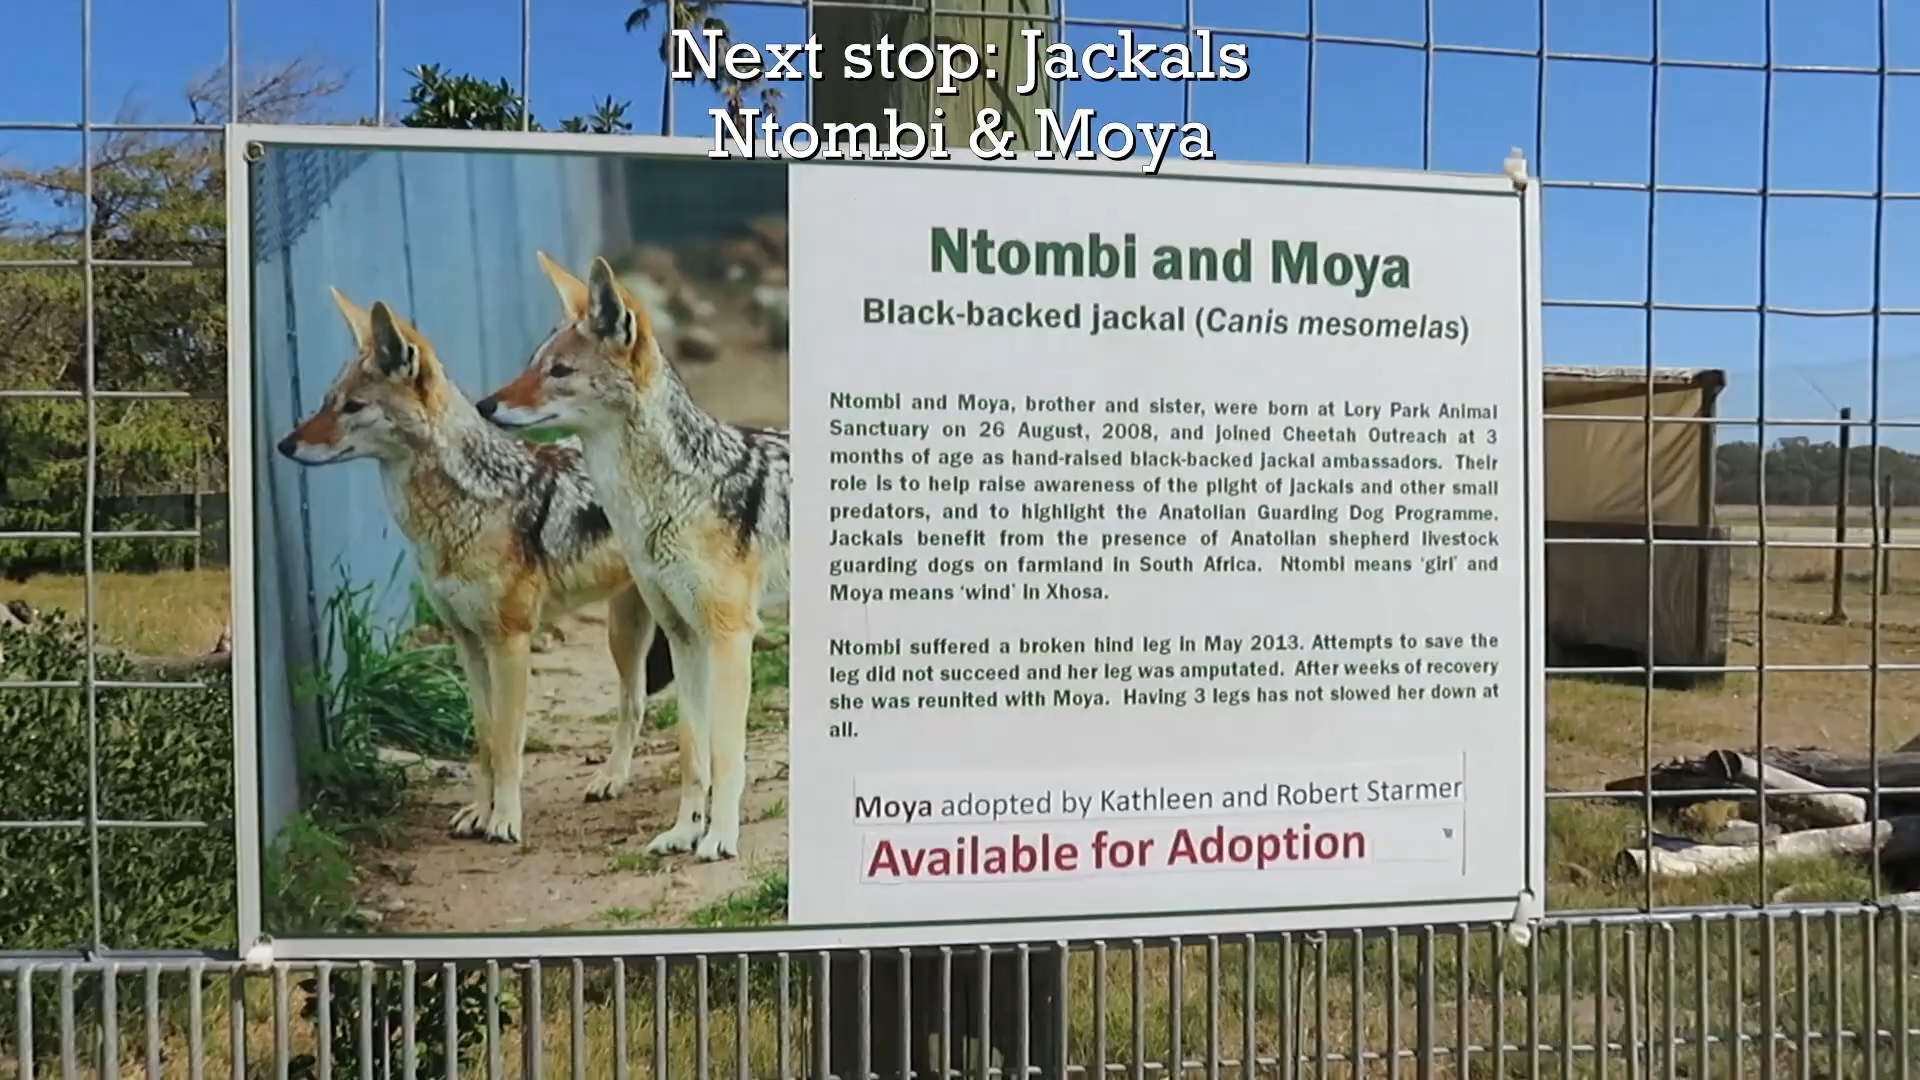 Next stop: Jackals
Ntombi & Moya
Ntombi and Moya
Black-backed jackal (Canis mesomelas)
Ntombi and Moya, brother and sister, were born at Lory Park Animal
Sanctuary on 26 August, 2008, and joined Cheetah Outreach at 3
months of age as hand-raised black-backed jackal ambassadors. Their
role is to help raise awareness of the plight of jackals and other small
predators, and to highlight the Anatolian Guarding Dog Programme.
Jackals benefit from the presence of Anatolian shepherd livestock
guarding dogs on farmland in South Africa. Ntombi means ‘girl’ and
Moya means ‘wind’ in Xhosa.
Ntombi suffered a broken hind leg in May 2013. Attempts to save the
leg did not succeed and her leg was amputated. After weeks of recovery
she was reunited with Moya. Having 3 legs has not slowed her down at
all.
Moya adopted by Kathleen and Robert Starmer
Available for Adoption